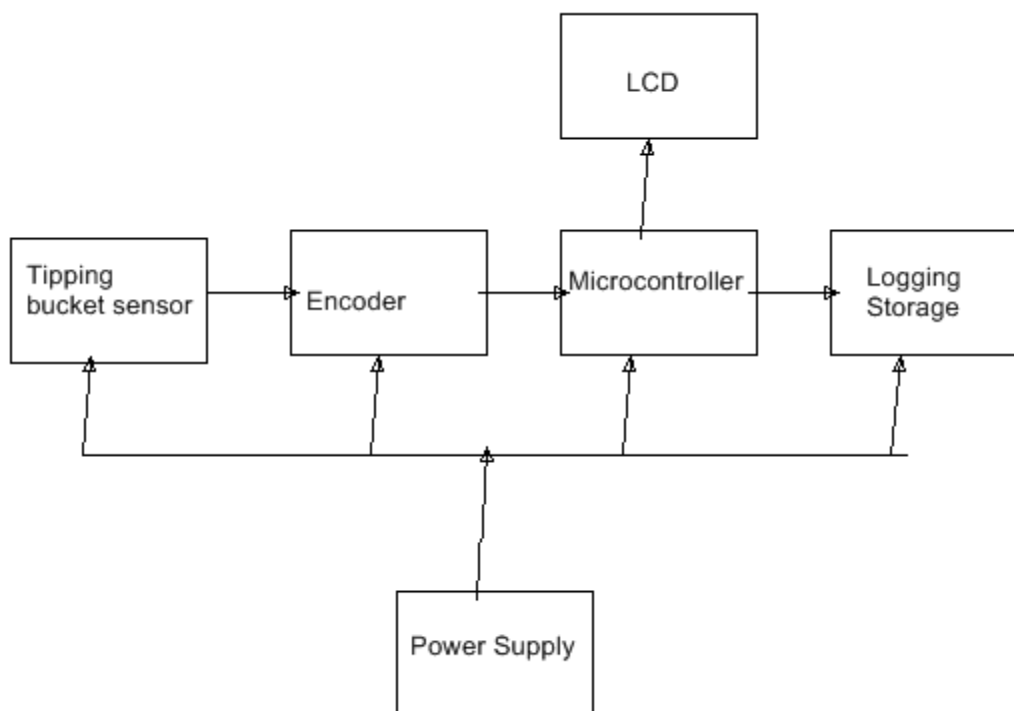 LCD
Tipping
bucket sensor
Encoder
Microcontroller
Logging
Storage
Power Supply